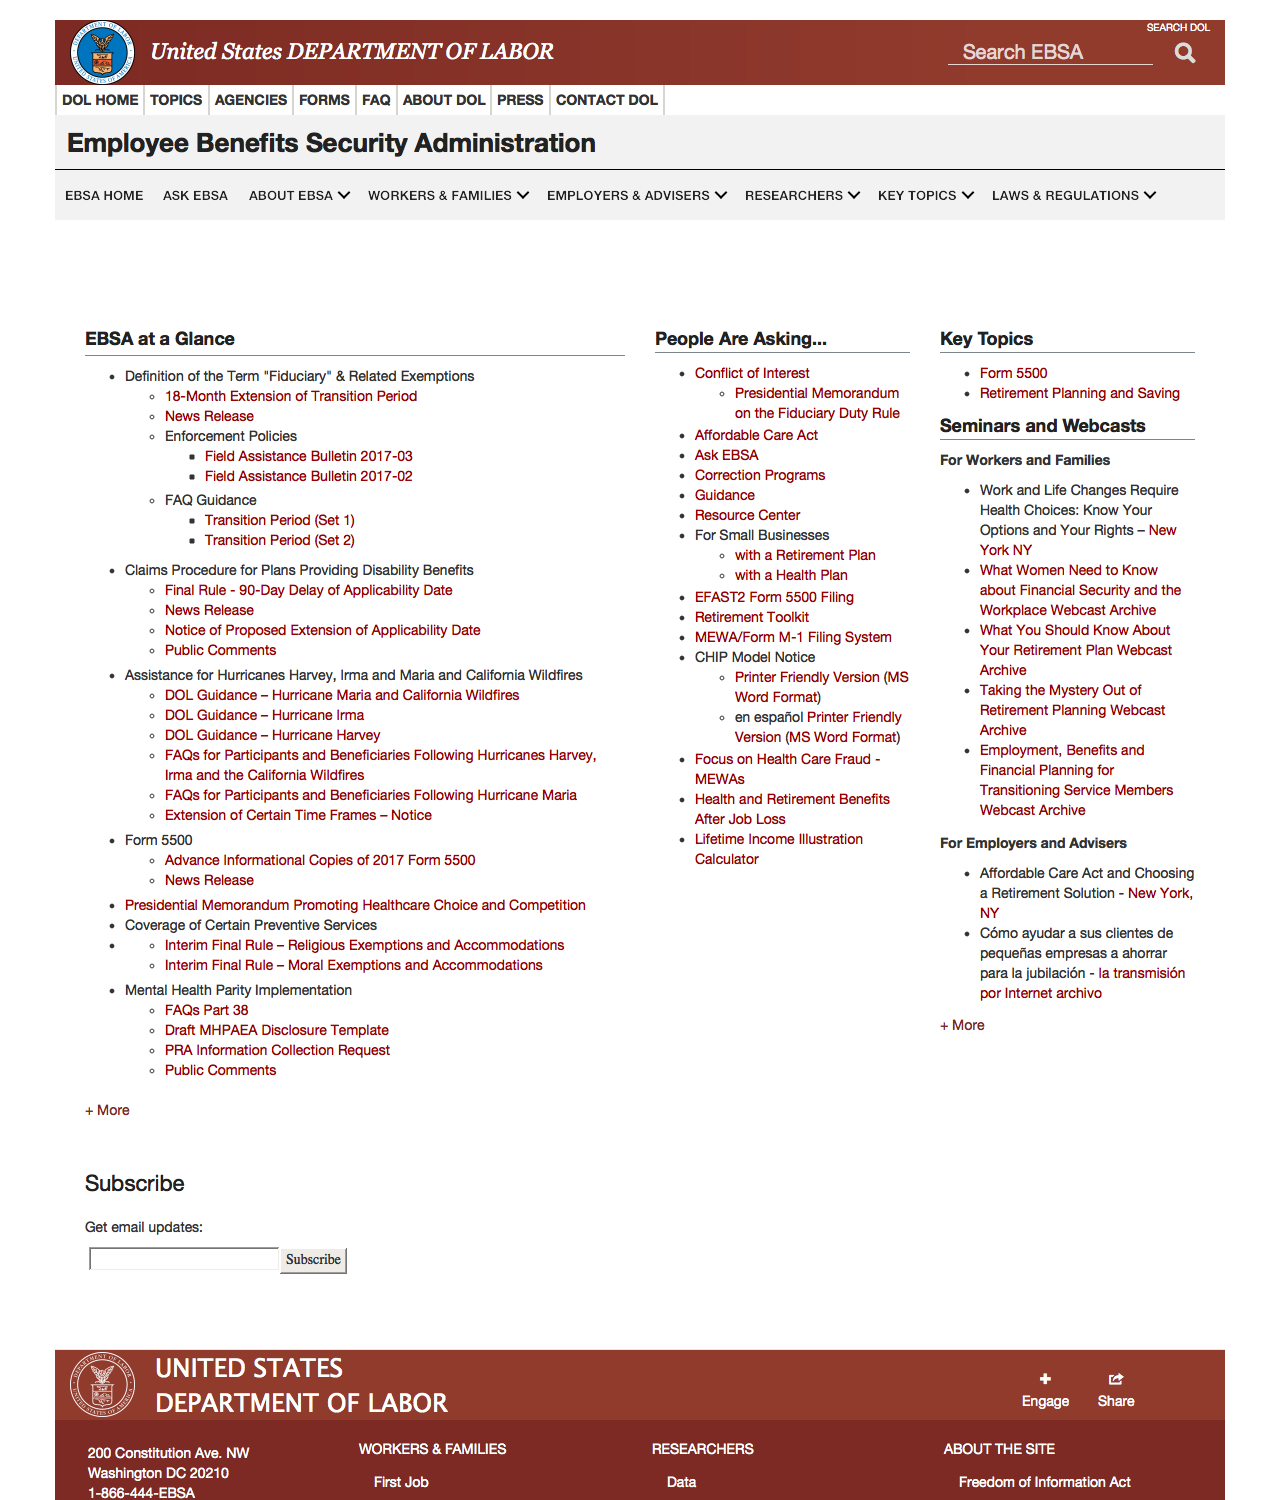 SEARCH DOL
United States DEPARTMENT OF LABOR
Search EBSA
DOL HOME TOPICS AGENCIES FORMS FAQ ABOUT DOL PRESS CONTACT DOL
Employee Benefits Security Administration
EBSA HOME ASK EBSA ABOUT EBSA WORKERS & FAMILIES EMPLOYERS & ADVISERS RESEARCHERS KEY TOPICS LAWS & REGULATIONS
EBSA at a Glance
Definition of the Term "Fiduciary" & Related Exemptions
18-Month Extension of Transition Period
News Release
Enforcement Policies
Field Assistance Bulletin 2017-03
Field Assistance Bulletin 2017-02
FAQ Guidance
Transition Period (Set 1)
Transition Period (Set 2)
Claims Procedure for Plans Providing Disability Benefits
Final Rule - 90-Day Delay of Applicability Date
News Release
Notice of Proposed Extension of Applicability Date
Public Comments
Assistance for Hurricanes Harvey, Irma and Maria and California Wildfires
DOL Guidance – Hurricane Maria and California Wildfires
DOL Guidance – Hurricane Irma
DOL Guidance – Hurricane Harvey
FAQs for Participants and Beneficiaries Following Hurricanes Harvey,
Irma and the California Wildfires
FAQs for Participants and Beneficiaries Following Hurricane Maria
Extension of Certain Time Frames – Notice
Form 5500
Advance Informational Copies of 2017 Form 5500
News Release
Presidential Memorandum Promoting Healthcare Choice and Competition
Coverage of Certain Preventive Services
Interim Final Rule – Religious Exemptions and Accommodations
Interim Final Rule – Moral Exemptions and Accommodations
Mental Health Parity Implementation
FAQs Part 38
Draft MHPAEA Disclosure Template
PRA Information Collection Request
Public Comments
+ More
People Are Asking...
Conflict of Interest
Presidential Memorandum
on the Fiduciary Duty Rule
Affordable Care Act
Ask EBSA
Correction Programs
Guidance
Resource Center
For Small Businesses
with a Retirement Plan
with a Health Plan
EFAST2 Form 5500 Filing
Retirement Toolkit
MEWA/Form M-1 Filing System
CHIP Model Notice
Printer Friendly Version (MS
Word Format)
en español Printer Friendly
Version (MS Word Format)
Focus on Health Care Fraud -
MEWAs
Health and Retirement Benefits
After Job Loss
Lifetime Income Illustration
Calculator
Key Topics
Form 5500
Retirement Planning and Saving
Seminars and Webcasts
For Workers and Families
Work and Life Changes Require
Health Choices: Know Your
Options and Your Rights – New
York NY
What Women Need to Know
about Financial Security and the
Workplace Webcast Archive
What You Should Know About
Your Retirement Plan Webcast
Archive
Taking the Mystery Out of
Retirement Planning Webcast
Archive
Employment, Benefits and
Financial Planning for
Transitioning Service Members
Webcast Archive
For Employers and Advisers
Affordable Care Act and Choosing
a Retirement Solution - New York,
NY
Cómo ayudar a sus clientes de
pequeñas empresas a ahorrar
para la jubilación - la transmisión
por Internet archivo
+ More
Subscribe
Get email updates:
Subscribe
UNITED STATES
DEPARTMENT OF LABOR
Engage Share
200 Constitution Ave. NW
Washington DC 20210
1-866-444-EBSA
WORKERS & FAMILIES
First Job
RESEARCHERS
Data
ABOUT THE SITE
Freedom of Information Act